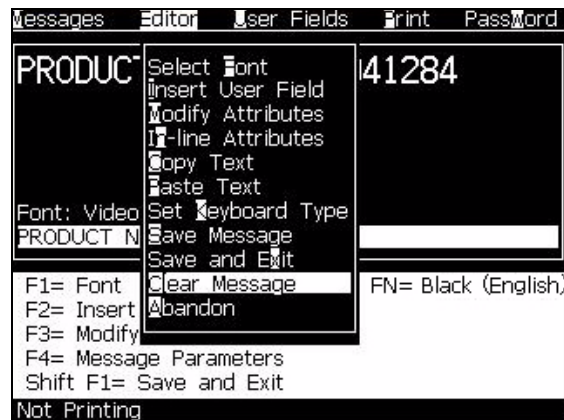 Messages Editor User Fields Print PassWord
PRODUC 41284
Select Font
Insert User Field
Modify Attributes
In-line Attributes
Copy Text
Paste Text
Font: Video Set Keyboard Type
PRODUCT N Save Message
Save and Exit
F1= Font Clear Message FN= Black (English)
F2= Insert Abandon
F3= Modify
F4= Message Parameters
Shift F1= Save and Exit
Not Printing